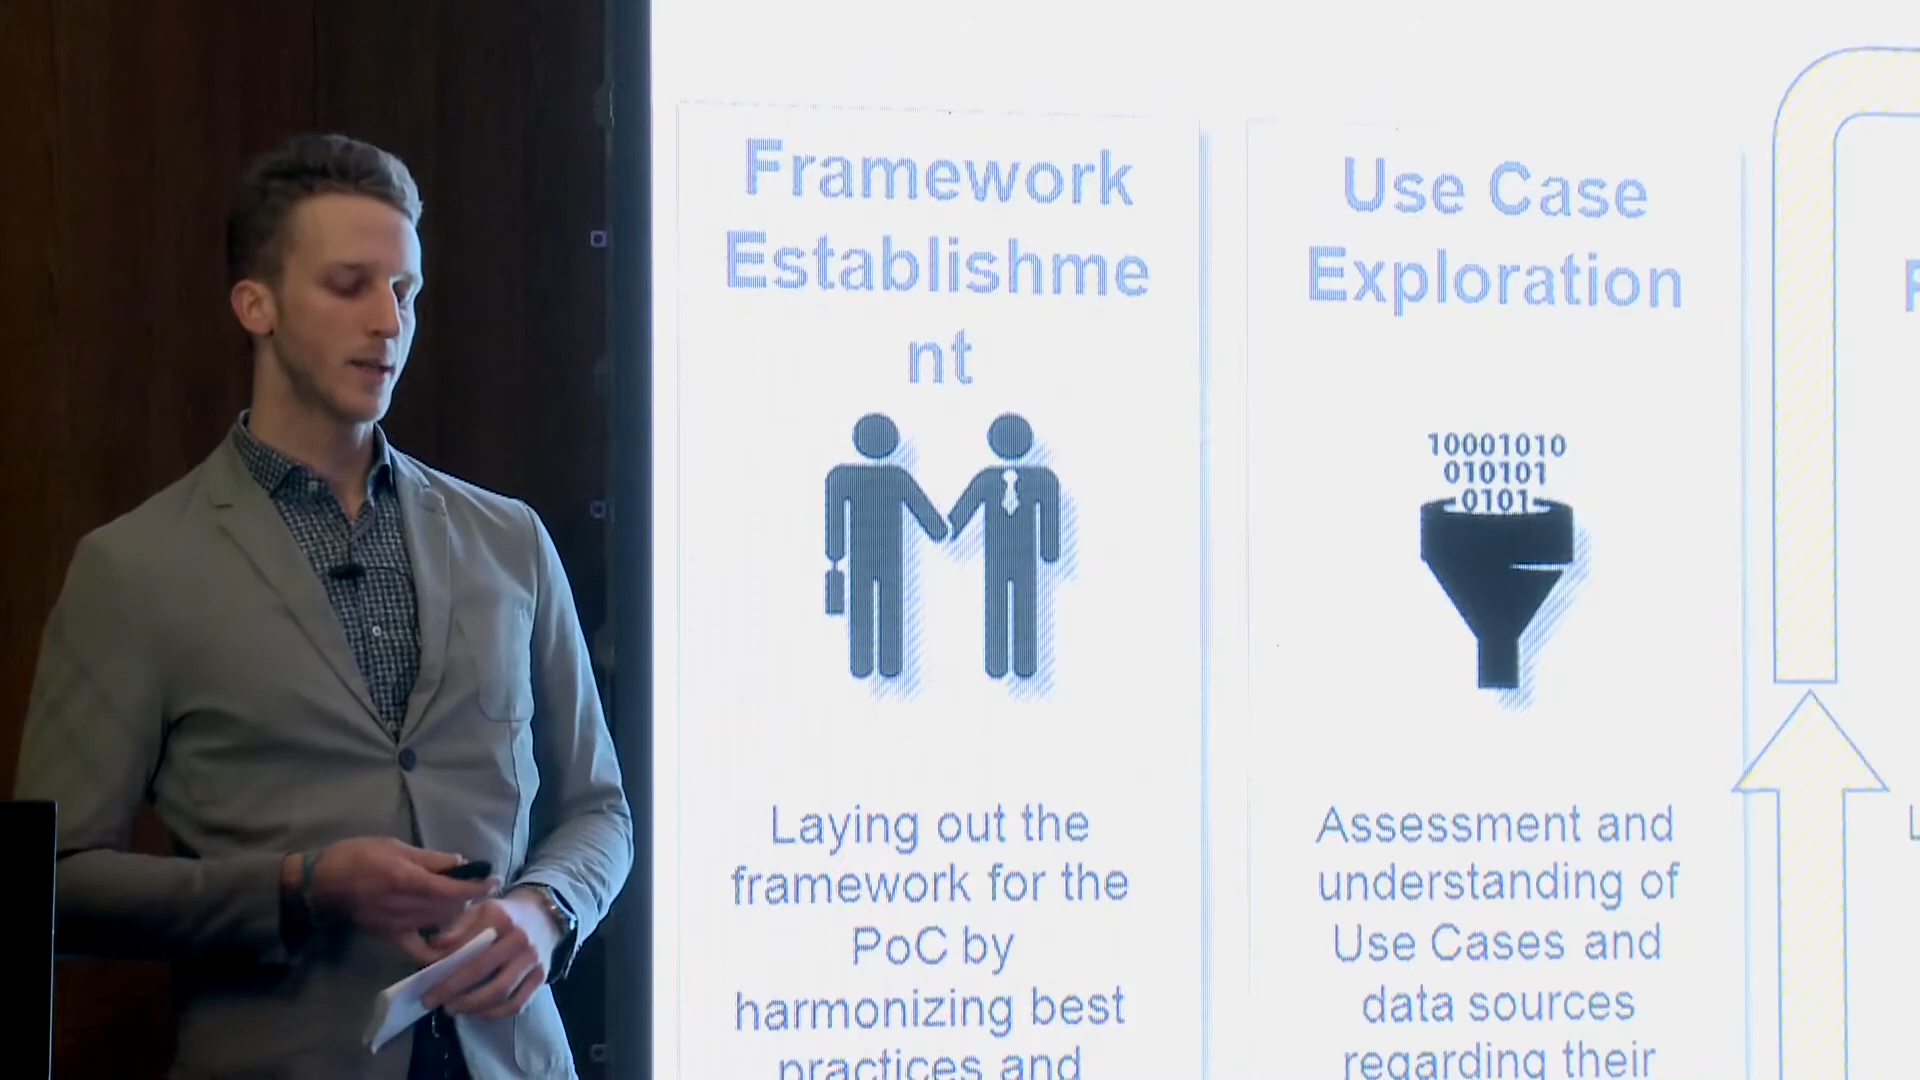 Framework
Establishme
nt
Laying out the
framework for the
PoC by
harmonizing best
practices and
Use Case
Exploration
10001010
010101
0101
Assessment and
understanding of
Use Cases and
data sources
regarding their